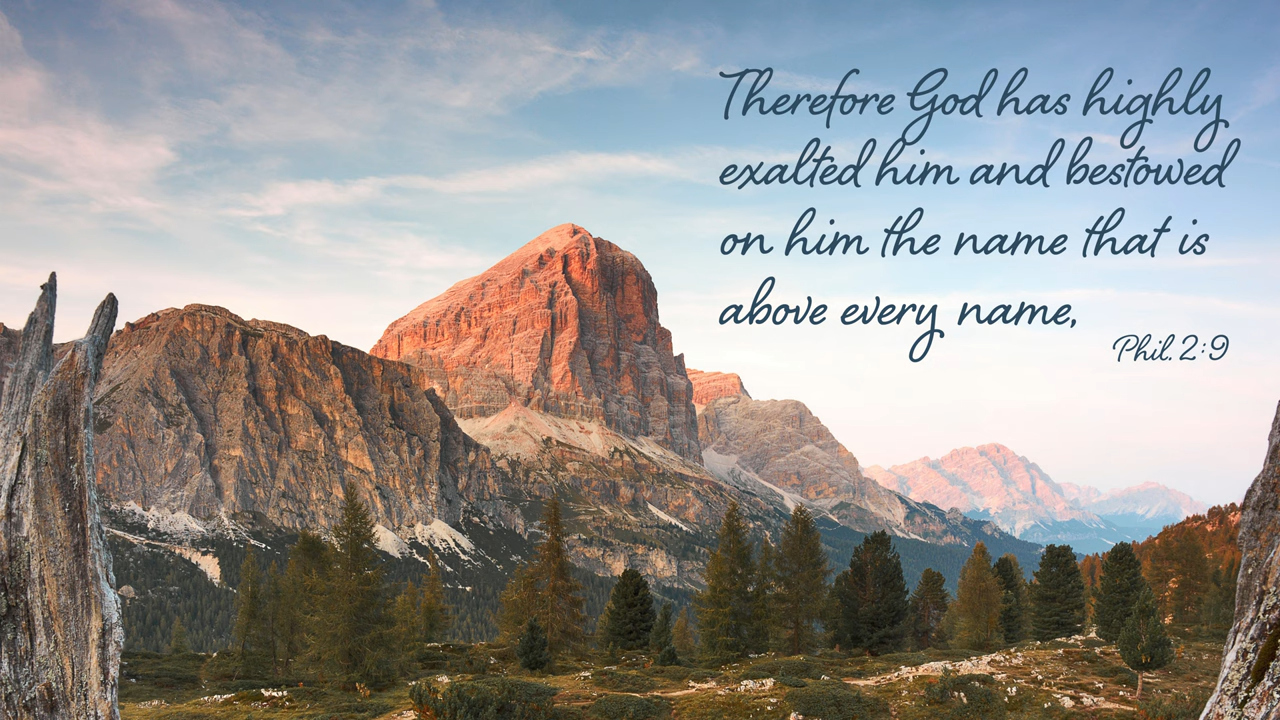 Therefore God has highly
exalted him and bestowed
on him the name that is
above every name,
Phil. 2:9